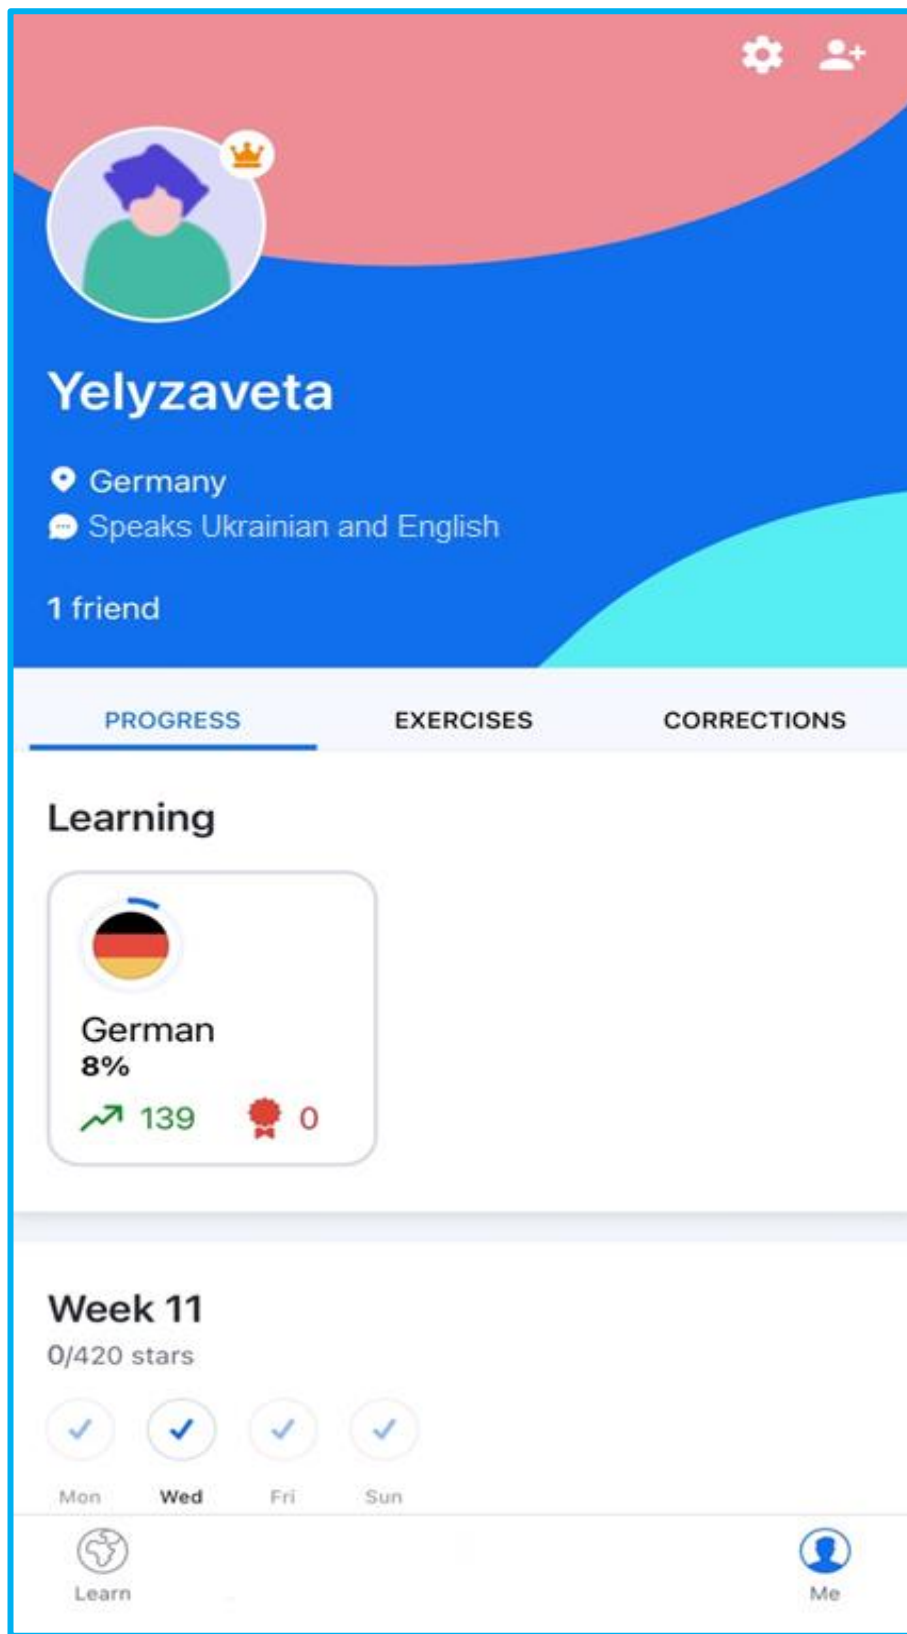 Yelyzaveta
Germany
Speaks Ukrainian and English
1 friend
PROGRESS EXERCISES CORRECTIONS
Learning
German
8%
139 0
Week 11
0/420 stars
Mon Wed Fri Sun
Learn Me